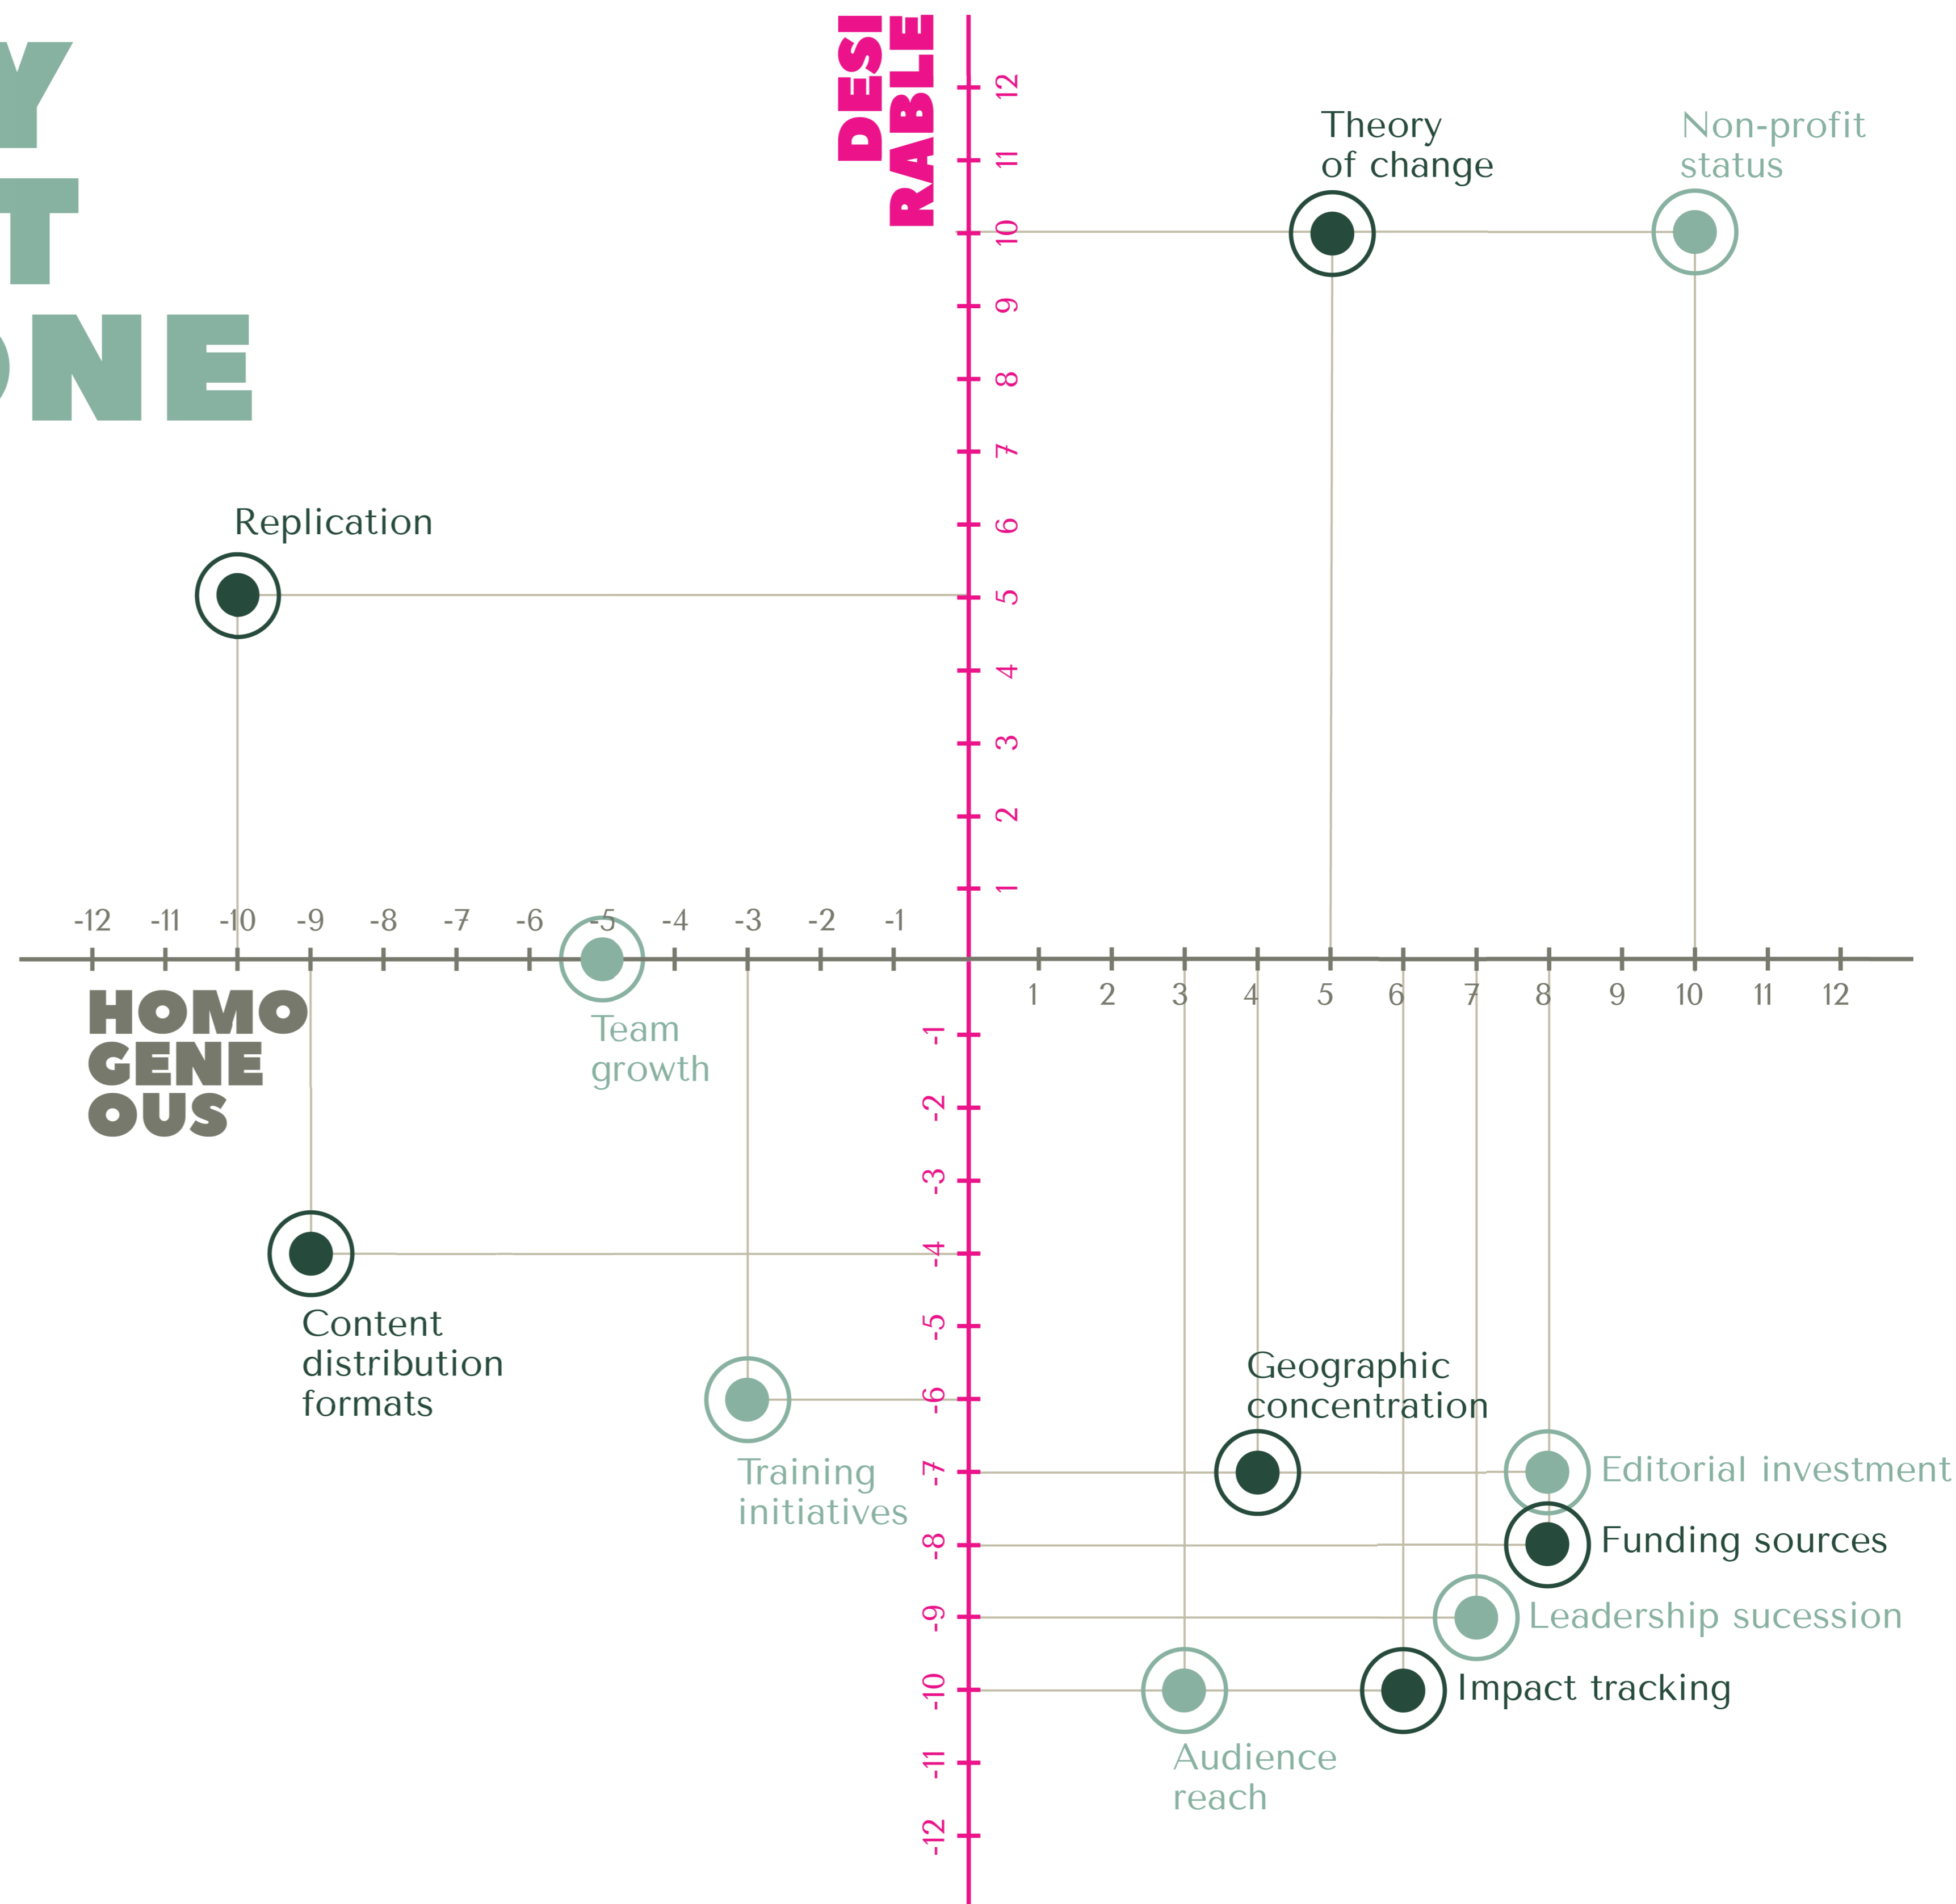 Y
T
ONE
DESI
RABLE
12
11
10
9
8
7
6
5
4
3
2
1
Theory
of change
Non-profit
status
Replication
-12 -11 -10 -9 -8 -7 -6 -5 -4 -3 -2 -1
1 2 3 4 5 6 7 8 9 10 11 12
HOMO
GENE
OUS
Team
growth
-1
-2
-3
-4
-5
-6
-7
-8
-9
-10
-11
-12
Content
distribution
formats
Training
initiatives
Geographic
concentration
Editorial investment
Funding sources
Leadership sucession
Impact tracking
Audience
reach